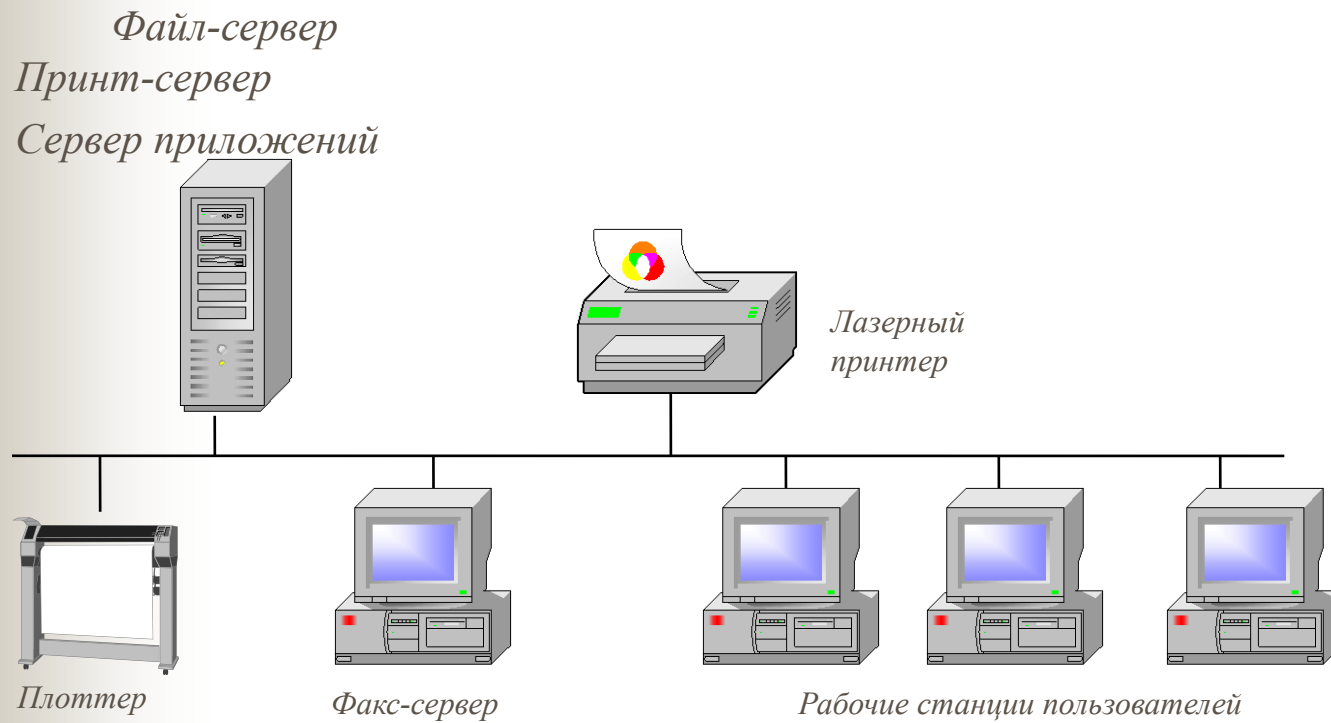 Файл-сервер
Принт-сервер
Сервер приложений
Лазерный
принтер
Плоттер
Факс-сервер
Рабочие станции пользователей